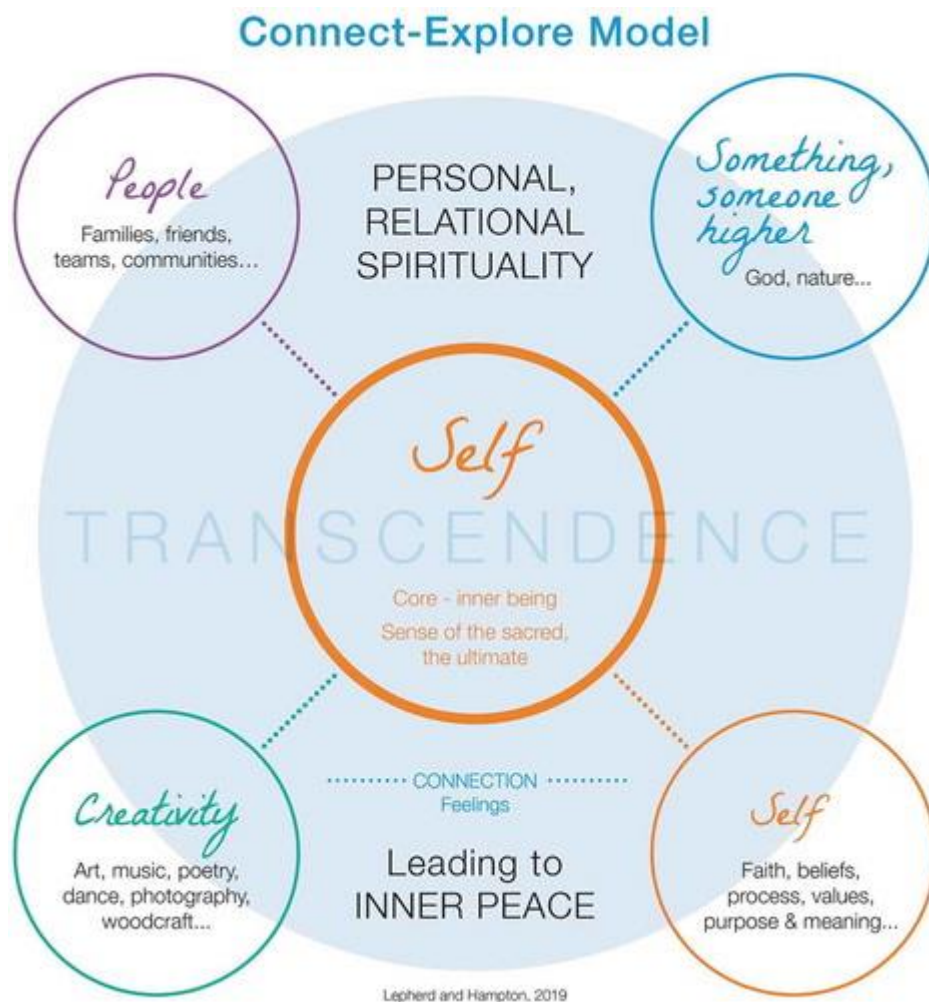 Connect-Explore Model
People
Families, friends,
teams, communities...
PERSONAL,
RELATIONAL
SPIRITUALITY
Something,
someone
higher
God, nature...
Self
TRANSCENDENCE
Core - inner being
Sense of the sacred,
the ultimate
Creativity
Art, music, poetry,
dance, photography,
woodcraft...
CONNECTION
Feelings
Leading to
INNER PEACE
Self
Faith, beliefs,
process, values,
purpose & meaning...
Lepherd and Hampton, 2019